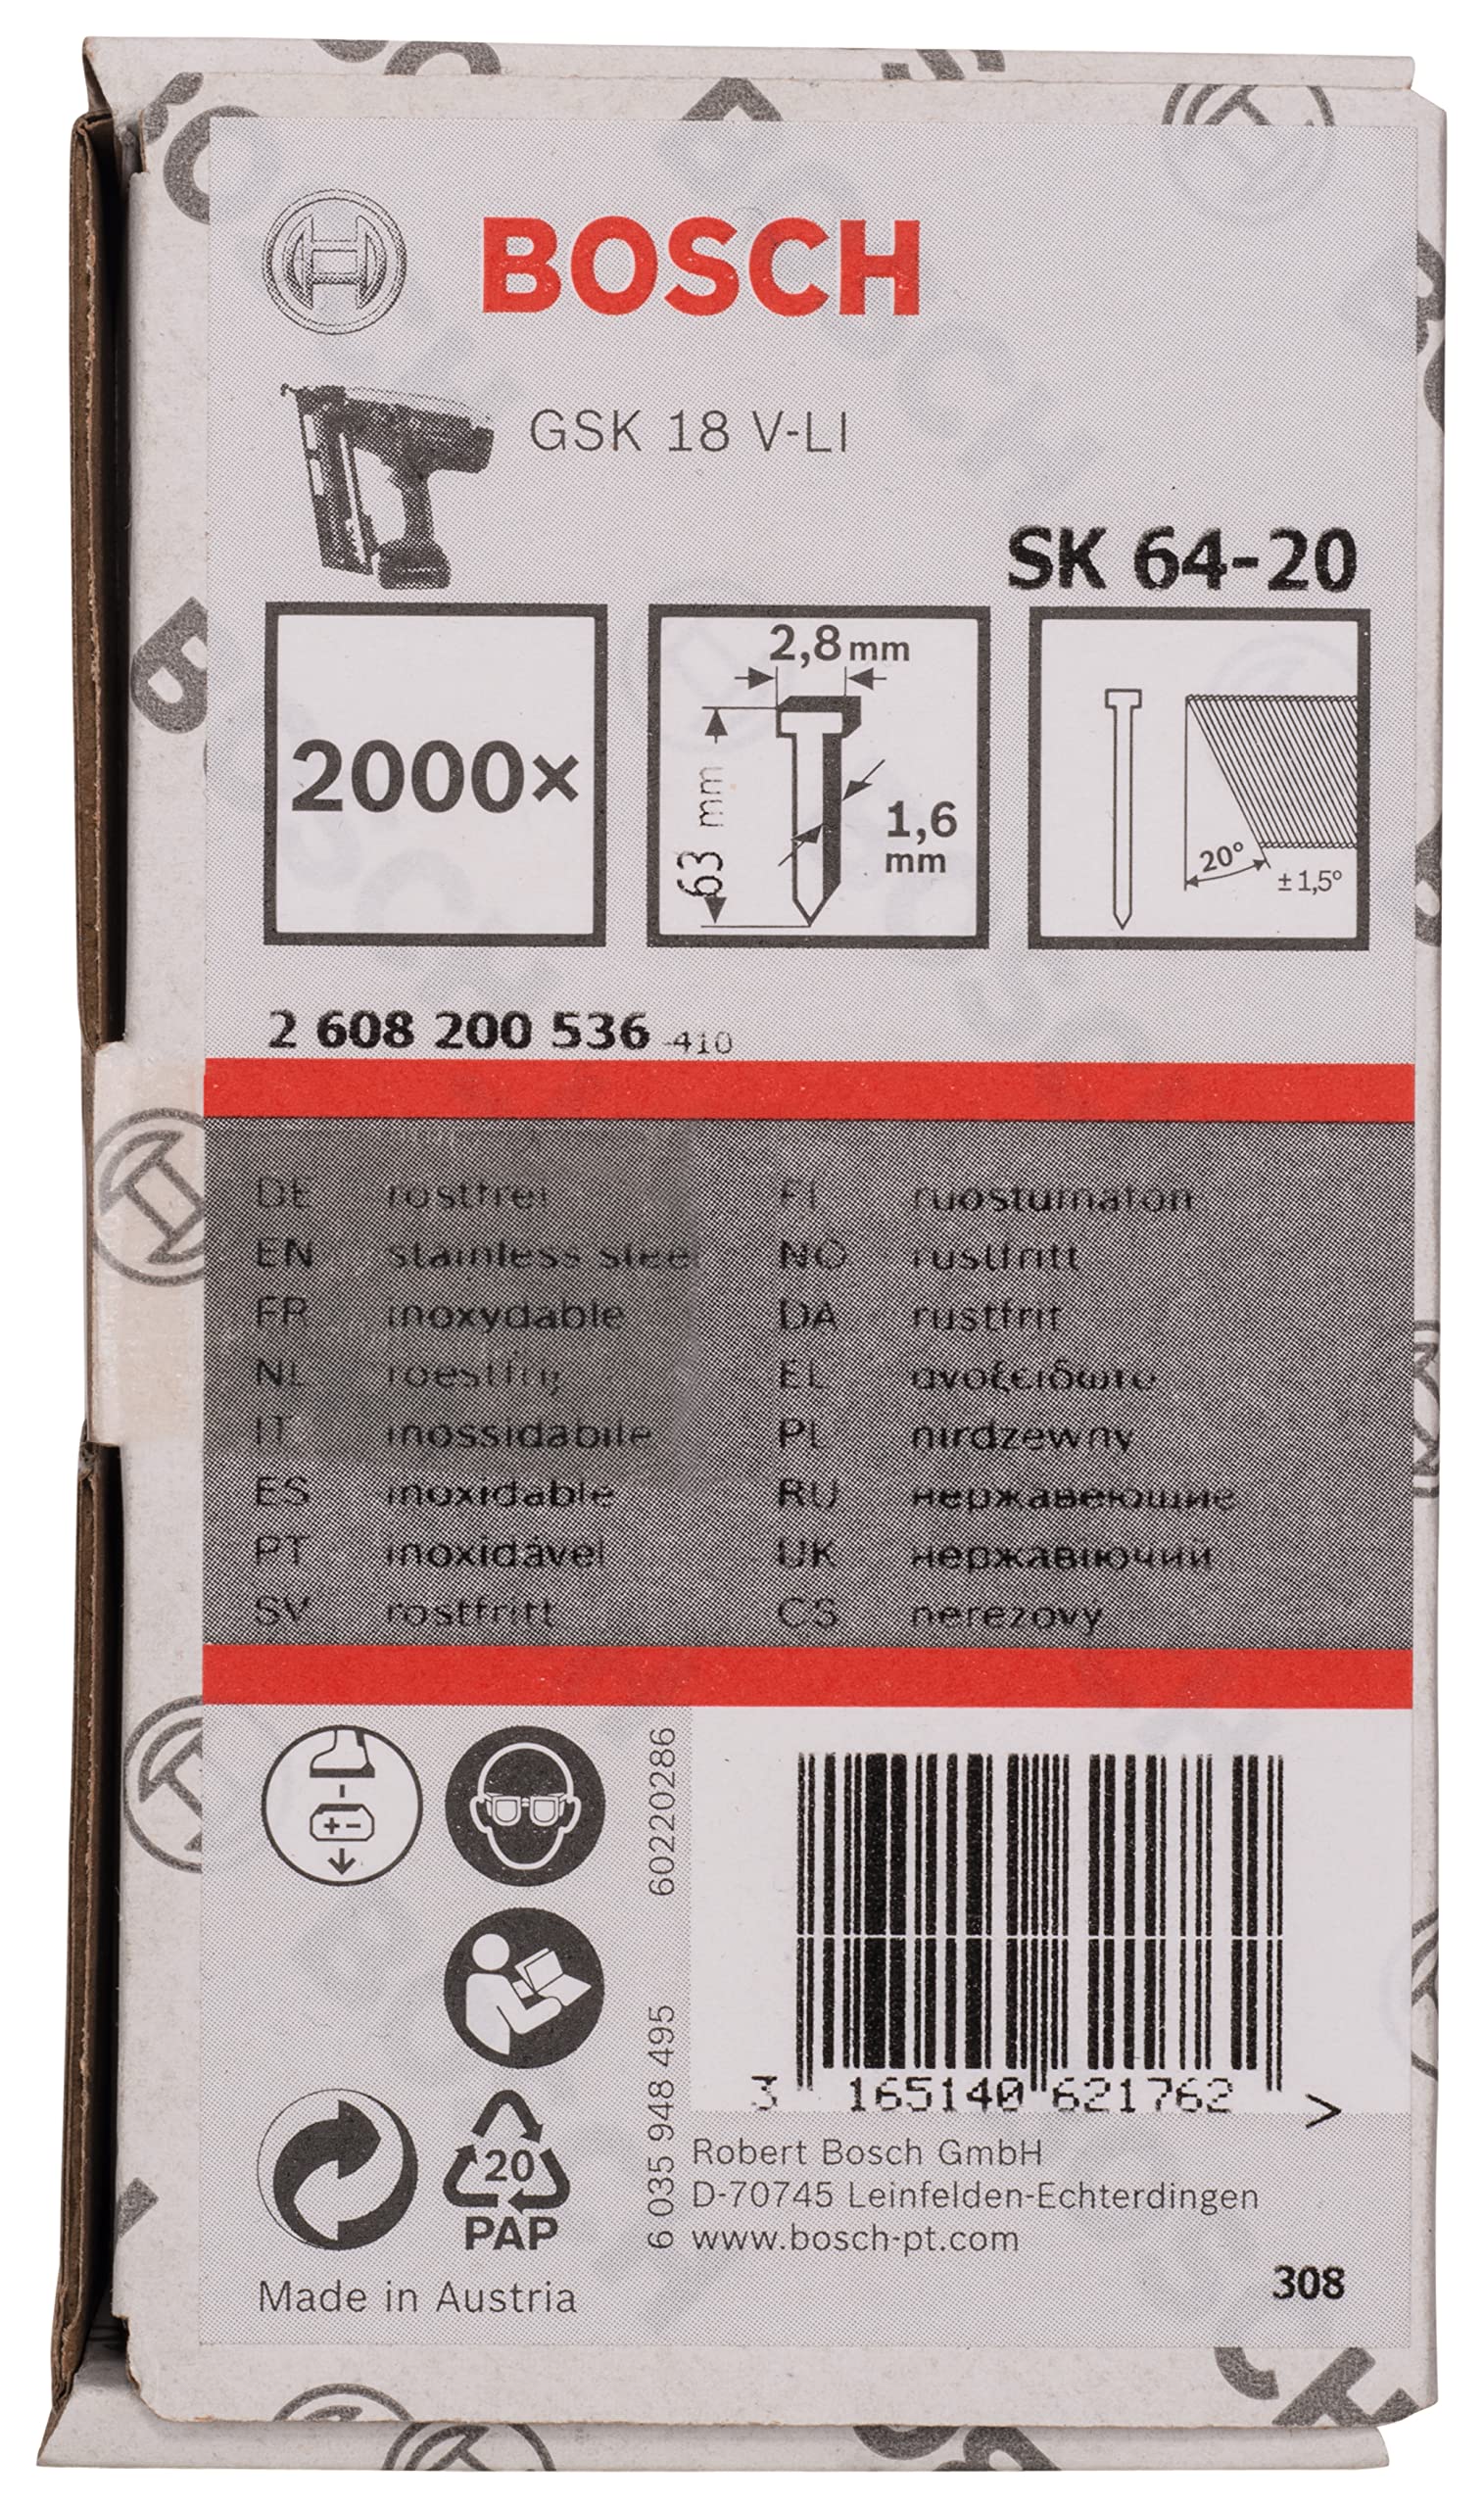 BOSCH
GSK 18 V-LI
SK 64-20
2000×
2,8 mm
63 mm
1,6
mm
20°
± 1,5°
2 608 200 536 -410
DE rostfrei
EN stainless steel
FR inoxydable
NL roestfrij
IT inossidabile
ES inoxidable
PT inoxidável
SV rostfritt
FI ruostumaton
NO rustfritt
DA rustfrit
EL ανοξείδωτο
PL nirdzewny
RU нержавеющие
UK нержавіючий
CS nerezový
60220286
6 035 948 495
+ -
3 165140 621762 >
20
PAP
Robert Bosch GmbH
D-70745 Leinfelden-Echterdingen
www.bosch-pt.com
Made in Austria
308